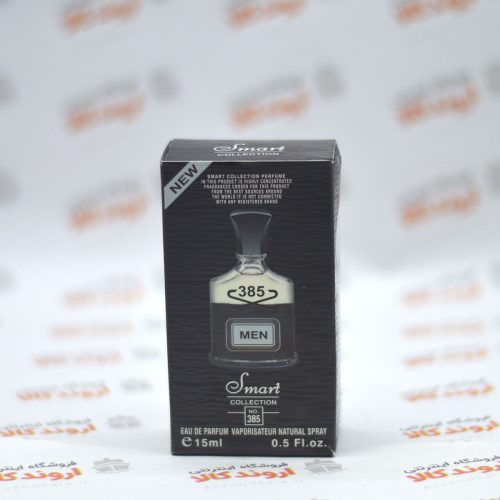 Smart
COLLECTION
NEW
SMART COLLECTION PERFUME
IN THIS PRODUCT IS HIGHLY CONCENTRATED
FRAGRANCES CHOSEN FOR THIS PRODUCT
FROM THE BEST SOURCES AROUND
THE WORLD IT IS NOT CONNECTED
WITH ANY REGISTERED BRAND
385
MEN
Smart
COLLECTION
NO.
385
EAU DE PARFUM VAPORISATEUR NATURAL SPRAY
e 15ml 0.5 Fl.oz.
فروشگاه اینترنتی
اروند کالا